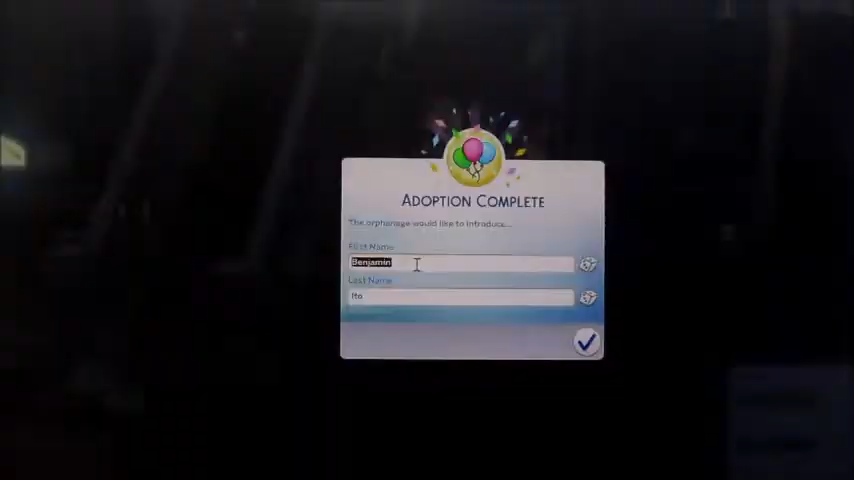 ADOPTION COMPLETE
The orphanage would like to introduce...
First Name
Benjamin
Last Name
Ito